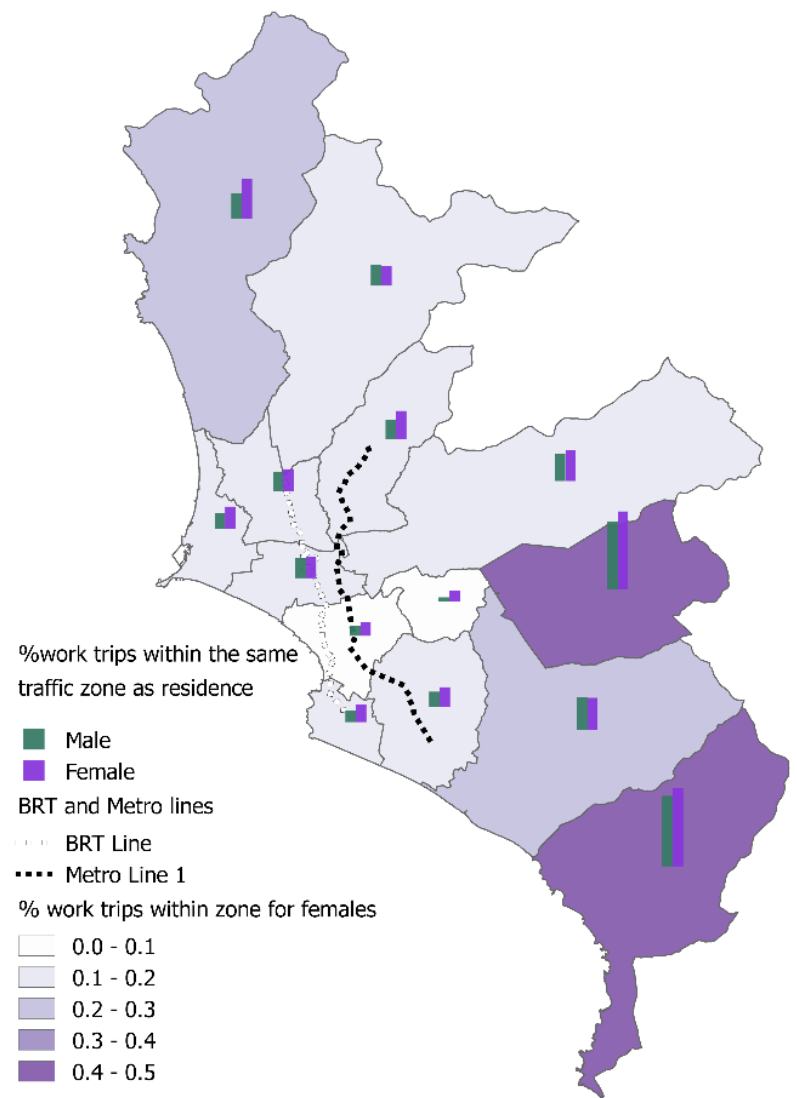 %work trips within the same
traffic zone as residence
Male
Female
BRT and Metro lines
BRT Line
Metro Line 1
% work trips within zone for females
0.0 - 0.1
0.1 - 0.2
0.2 - 0.3
0.3 - 0.4
0.4 - 0.5